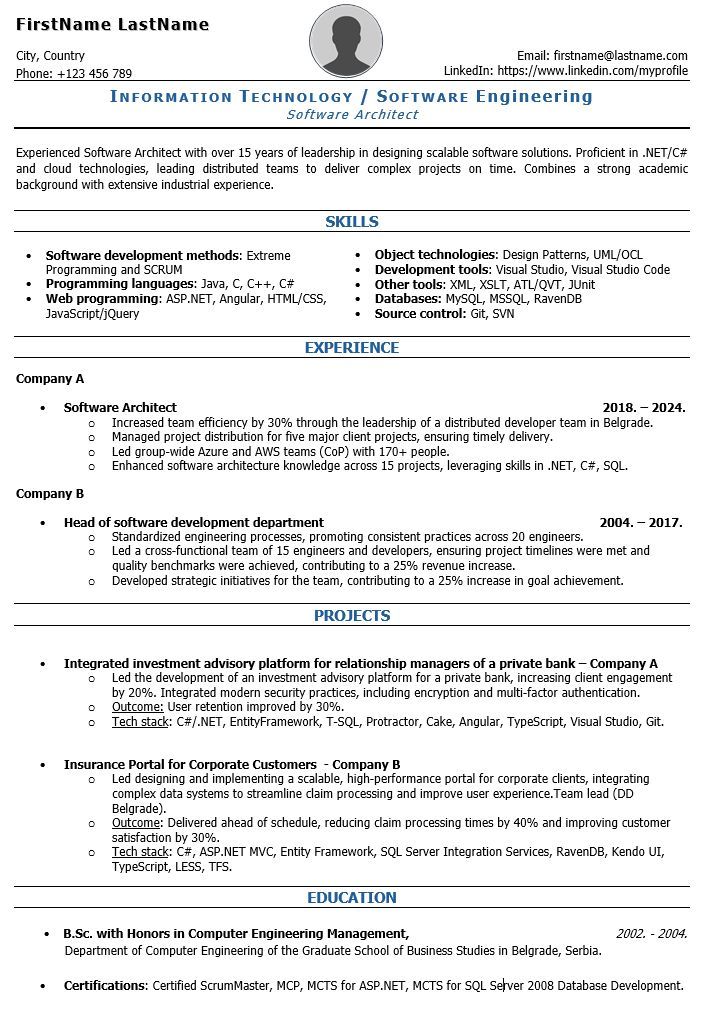 FirstName LastName
City, Country
Phone: +123 456 789
Email: firstname@lastname.com
LinkedIn: https://www.linkedin.com/myprofile
Information Technology / Software Engineering
Software Architect
Experienced Software Architect with over 15 years of leadership in designing scalable software solutions. Proficient in .NET/C#
and cloud technologies, leading distributed teams to deliver complex projects on time. Combines a strong academic
background with extensive industrial experience.
SKILLS
• Software development methods: Extreme
Programming and SCRUM
• Programming languages: Java, C, C++, C#
• Web programming: ASP.NET, Angular, HTML/CSS,
JavaScript/jQuery
• Object technologies: Design Patterns, UML/OCL
• Development tools: Visual Studio, Visual Studio Code
• Other tools: XML, XSLT, ATL/QVT, JUnit
• Databases: MySQL, MSSQL, RavenDB
• Source control: Git, SVN
EXPERIENCE
Company A
• Software Architect 2018. – 2024.
o Increased team efficiency by 30% through the leadership of a distributed developer team in Belgrade.
o Managed project distribution for five major client projects, ensuring timely delivery.
o Led group-wide Azure and AWS teams (CoP) with 170+ people.
o Enhanced software architecture knowledge across 15 projects, leveraging skills in .NET, C#, SQL.
Company B
• Head of software development department 2004. – 2017.
o Standardized engineering processes, promoting consistent practices across 20 engineers.
o Led a cross-functional team of 15 engineers and developers, ensuring project timelines were met and
quality benchmarks were achieved, contributing to a 25% revenue increase.
o Developed strategic initiatives for the team, contributing to a 25% increase in goal achievement.
PROJECTS
• Integrated investment advisory platform for relationship managers of a private bank – Company A
o Led the development of an investment advisory platform for a private bank, increasing client engagement
by 20%. Integrated modern security practices, including encryption and multi-factor authentication.
o Outcome: User retention improved by 30%.
o Tech stack: C#/.NET, EntityFramework, T-SQL, Protractor, Cake, Angular, TypeScript, Visual Studio, Git.
• Insurance Portal for Corporate Customers - Company B
o Led designing and implementing a scalable, high-performance portal for corporate clients, integrating
complex data systems to streamline claim processing and improve user experience.Team lead (DD
Belgrade).
o Outcome: Delivered ahead of schedule, reducing claim processing times by 40% and improving customer
satisfaction by 30%.
o Tech stack: C#, ASP.NET MVC, Entity Framework, SQL Server Integration Services, RavenDB, Kendo UI,
TypeScript, LESS, TFS.
EDUCATION
• B.Sc. with Honors in Computer Engineering Management, 2002. - 2004.
Department of Computer Engineering of the Graduate School of Business Studies in Belgrade, Serbia.
• Certifications: Certified ScrumMaster, MCP, MCTS for ASP.NET, MCTS for SQL Server 2008 Database Development.